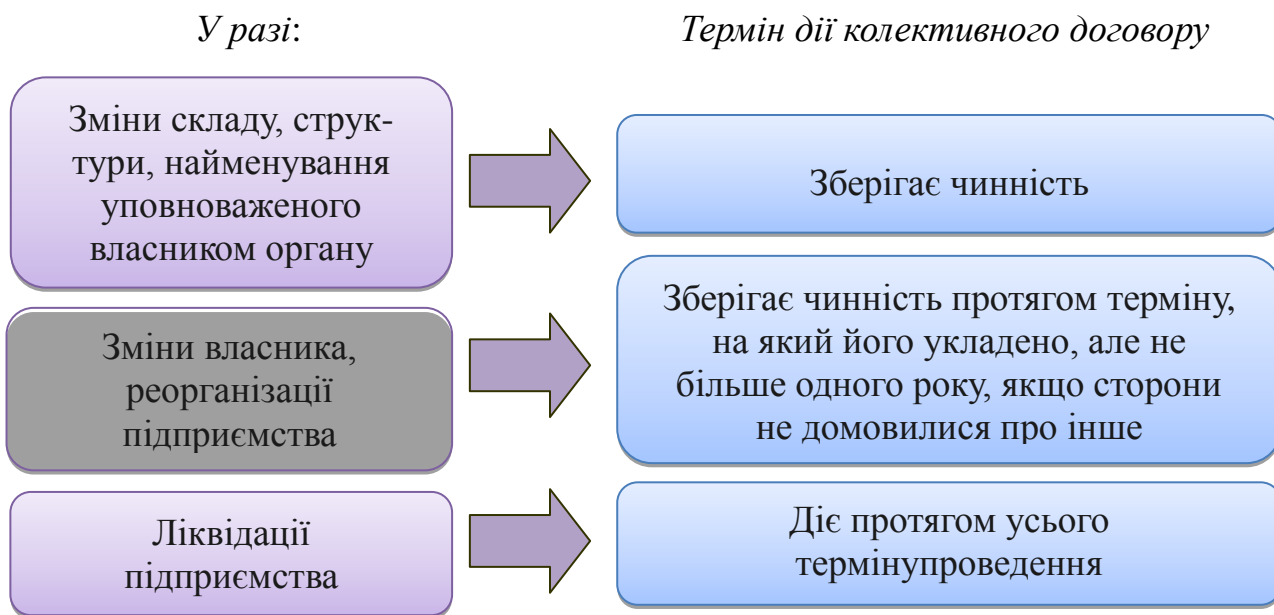 У разі:
Термін дії колективного договору
Зміни складу, струк-
тури, найменування
уповноваженого
власником органу
Зберігає чинність
Зміни власника,
реорганізації
підприємства
Зберігає чинність протягом терміну,
на який його укладено, але не
більше одного року, якщо сторони
не домовилися про інше
Ліквідації
підприємства
Діє протягом усього
термінупроведення